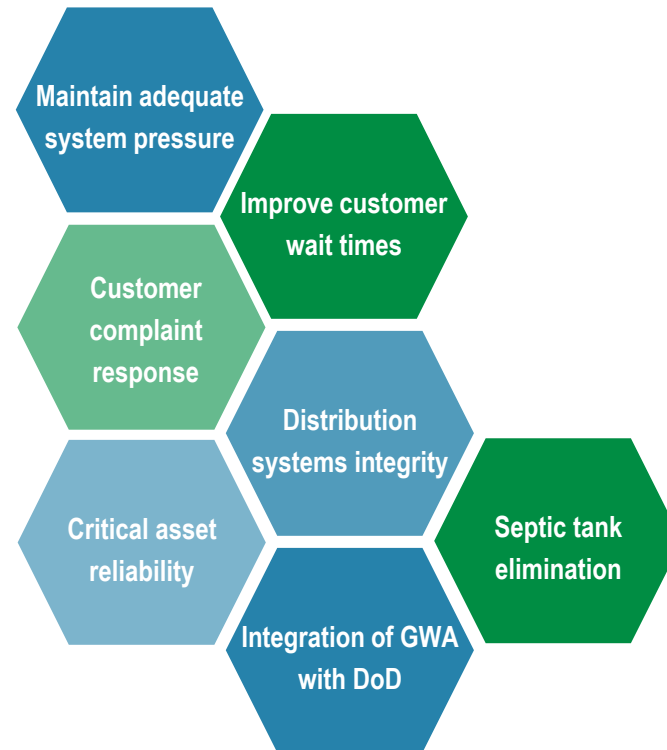 Maintain adequate
system pressure
Improve customer
wait times
Customer
complaint
response
Distribution
systems integrity
Critical asset
reliability
Septic tank
elimination
Integration of GWA
with DoD